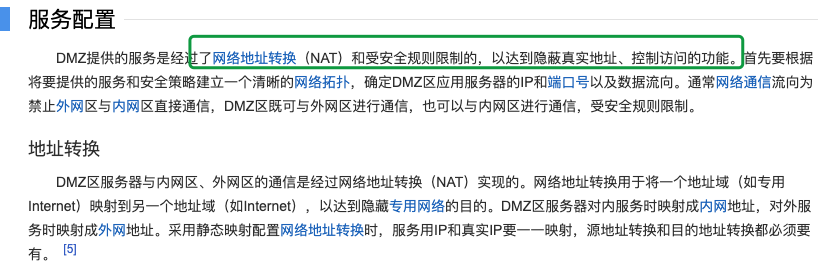 服务配置
DMZ提供的服务是经过了网络地址转换（NAT）和受安全规则限制的，以达到隐蔽真实地址、控制访问的功能。首先要根据
将要提供的服务和安全策略建立一个清晰的网络拓扑，确定DMZ区应用服务器的IP和端口号以及数据流向。通常网络通信流向为
禁止外网区与内网区直接通信，DMZ区既可与外网区进行通信，也可以与内网区进行通信，受安全规则限制。
地址转换
DMZ区服务器与内网区、外网区的通信是经过网络地址转换（NAT）实现的。网络地址转换用于将一个地址域（如专用
Internet）映射到另一个地址域（如Internet），以达到隐藏专用网络的目的。DMZ区服务器对内服务时映射成内网地址，对外服
务时映射成外网地址。采用静态映射配置网络地址转换时，服务用IP和真实IP要一一映射，源地址转换和目的地址转换都必须要
有。 [5]